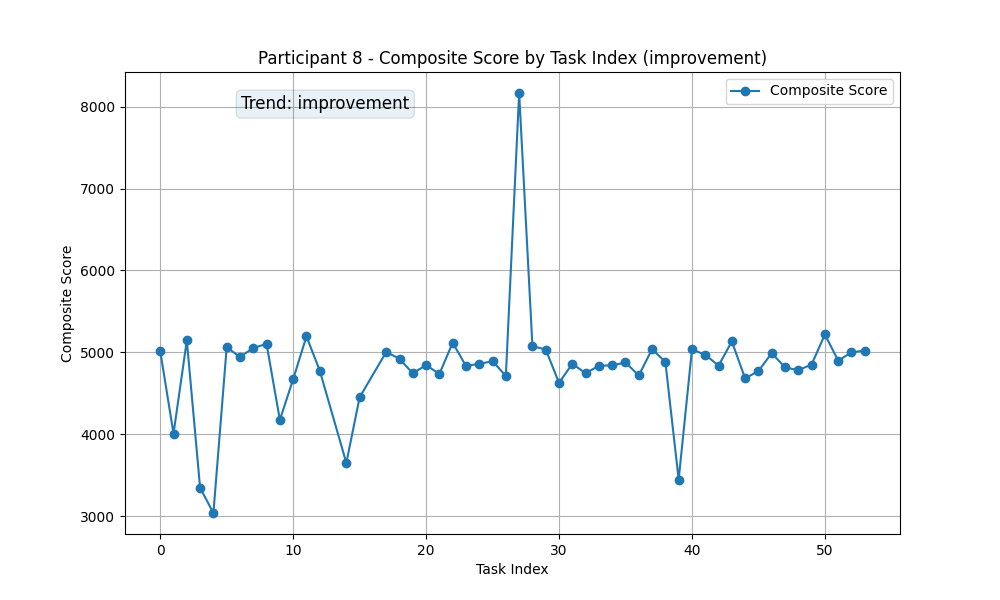 Participant 8 - Composite Score by Task Index (improvement)
Trend: improvement
Composite Score
8000
7000
6000
5000
4000
3000
Composite Score
0 10 20 30 40 50
Task Index